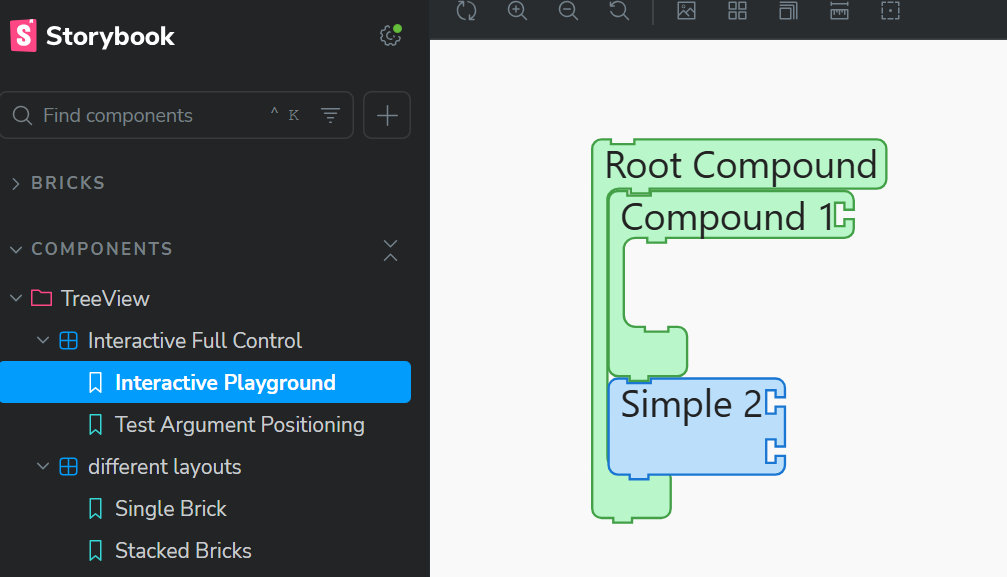 Storybook
Find components
^ K
BRICKS
COMPONENTS
TreeView
Interactive Full Control
Interactive Playground
Test Argument Positioning
different layouts
Single Brick
Stacked Bricks
Root Compound
Compound 1
Simple 2